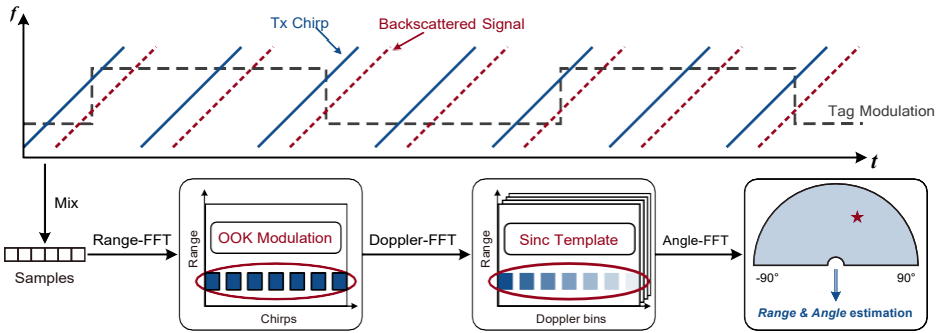 f
Tx Chirp
Backscattered Signal
Tag Modulation
t
Mix
Samples
Range-FFT
Range
OOK Modulation
Chirps
Doppler-FFT
Range
Sinc Template
Doppler bins
Angle-FFT
-90°
90°
Range & Angle estimation